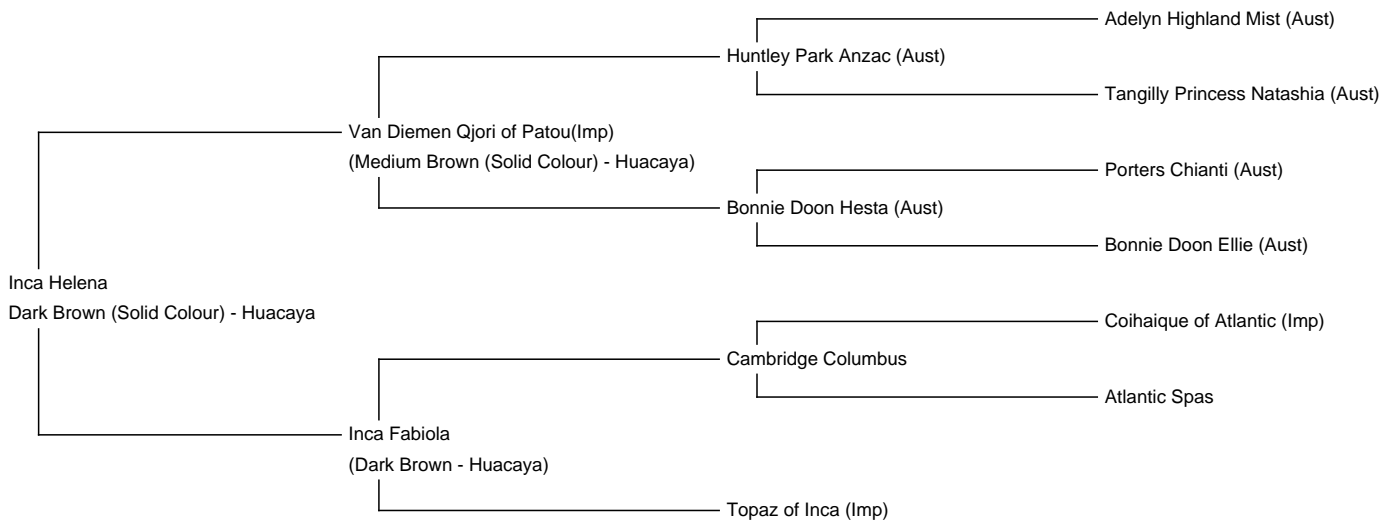 Adelyn Highland Mist (Aust)
Huntley Park Anzac (Aust)
Tangilly Princess Natashia (Aust)
Van Diemen Qjori of Patou(Imp)
(Medium Brown (Solid Colour) - Huacaya)
Porters Chianti (Aust)
Bonnie Doon Hesta (Aust)
Bonnie Doon Ellie (Aust)
Inca Helena
Dark Brown (Solid Colour) - Huacaya
Coihaique of Atlantic (Imp)
Cambridge Columbus
Atlantic Spas
Inca Fabiola
(Dark Brown - Huacaya)
Topaz of Inca (Imp)